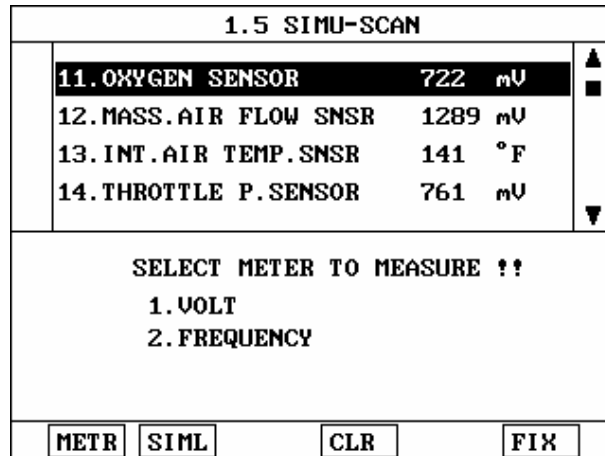 1.5 SIMU-SCAN
11.OXYGEN SENSOR 722 mV
12.MASS.AIR FLOW SNSR 1289 mV
13.INT.AIR TEMP.SNSR 141 °F
14.THROTTLE P.SENSOR 761 mV
SELECT METER TO MEASURE !!
1.VOLT
2.FREQUENCY
METR SIML CLR FIX